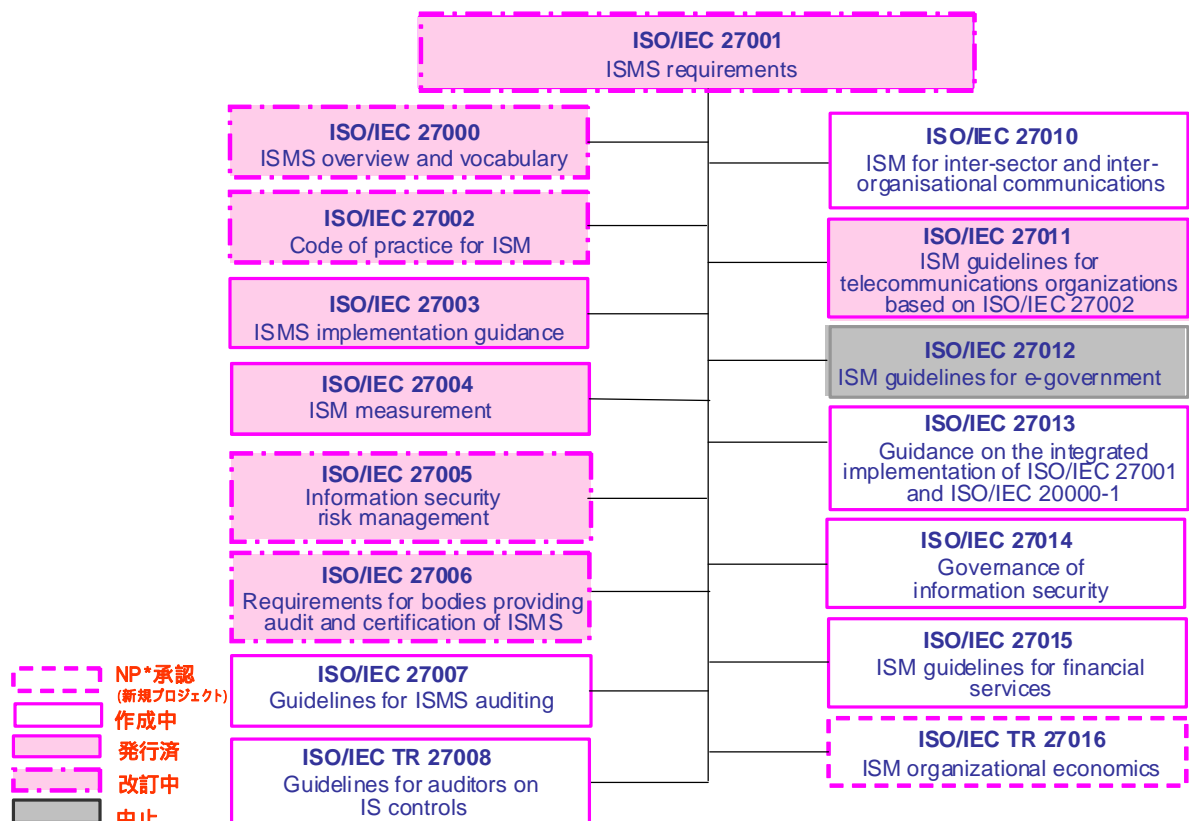 ISO/IEC 27001
ISMS requirements
ISO/IEC 27000
ISMS overview and vocabulary
ISO/IEC 27002
Code of practice for ISM
ISO/IEC 27003
ISMS implementation guidance
ISO/IEC 27004
ISM measurement
ISO/IEC 27005
Information security
risk management
ISO/IEC 27006
Requirements for bodies providing
audit and certification of ISMS
ISO/IEC 27007
Guidelines for ISMS auditing
ISO/IEC TR 27008
Guidelines for auditors on
IS controls
ISO/IEC 27010
ISM for inter-sector and inter-
organisational communications
ISO/IEC 27011
ISM guidelines for
telecommunications organizations
based on ISO/IEC 27002
ISO/IEC 27012
ISM guidelines for e-government
ISO/IEC 27013
Guidance on the integrated
implementation of ISO/IEC 27001
and ISO/IEC 20000-1
ISO/IEC 27014
Governance of
information security
ISO/IEC 27015
ISM guidelines for financial
services
ISO/IEC TR 27016
ISM organizational economics
NP*承認
(新規プロジェクト)
作成中
発行済
改訂中
中止